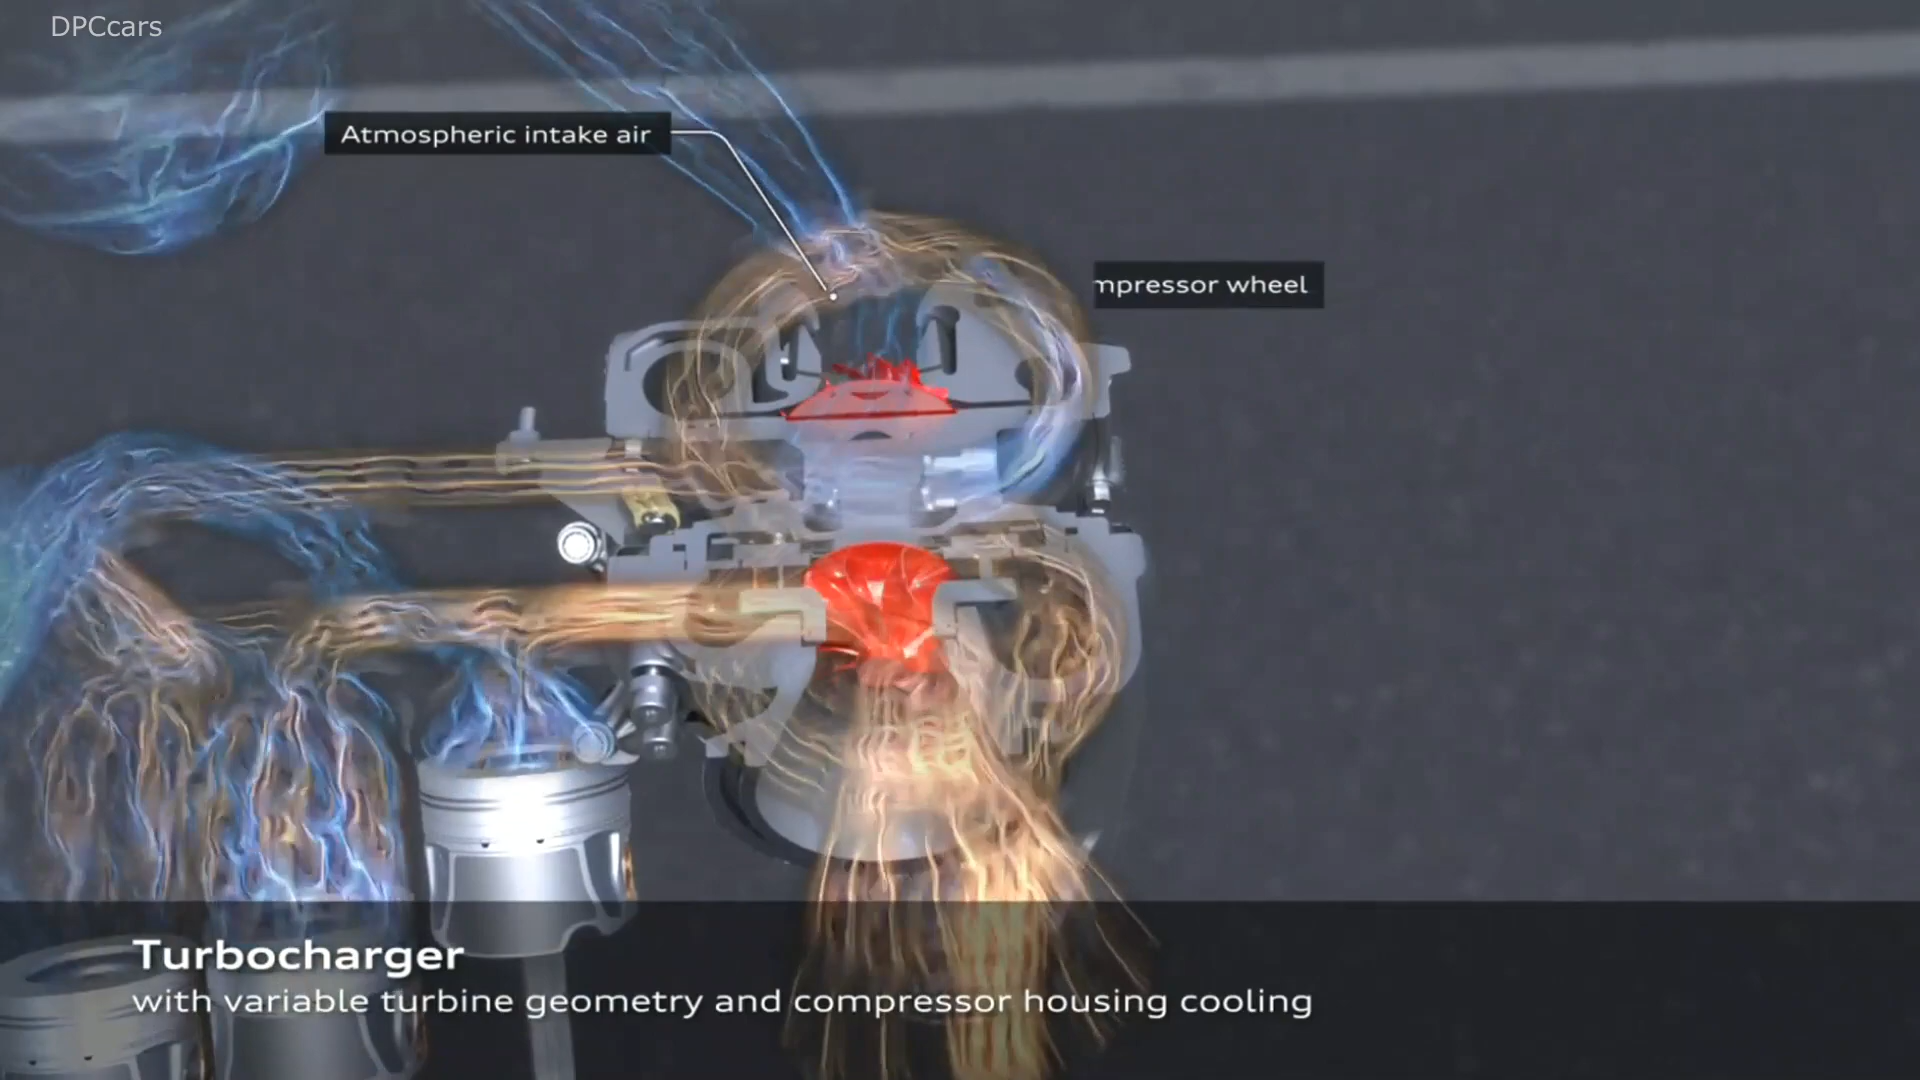 DPCcars
Atmospheric intake air
mpressor wheel
Turbocharger
with variable turbine geometry and compressor housing cooling